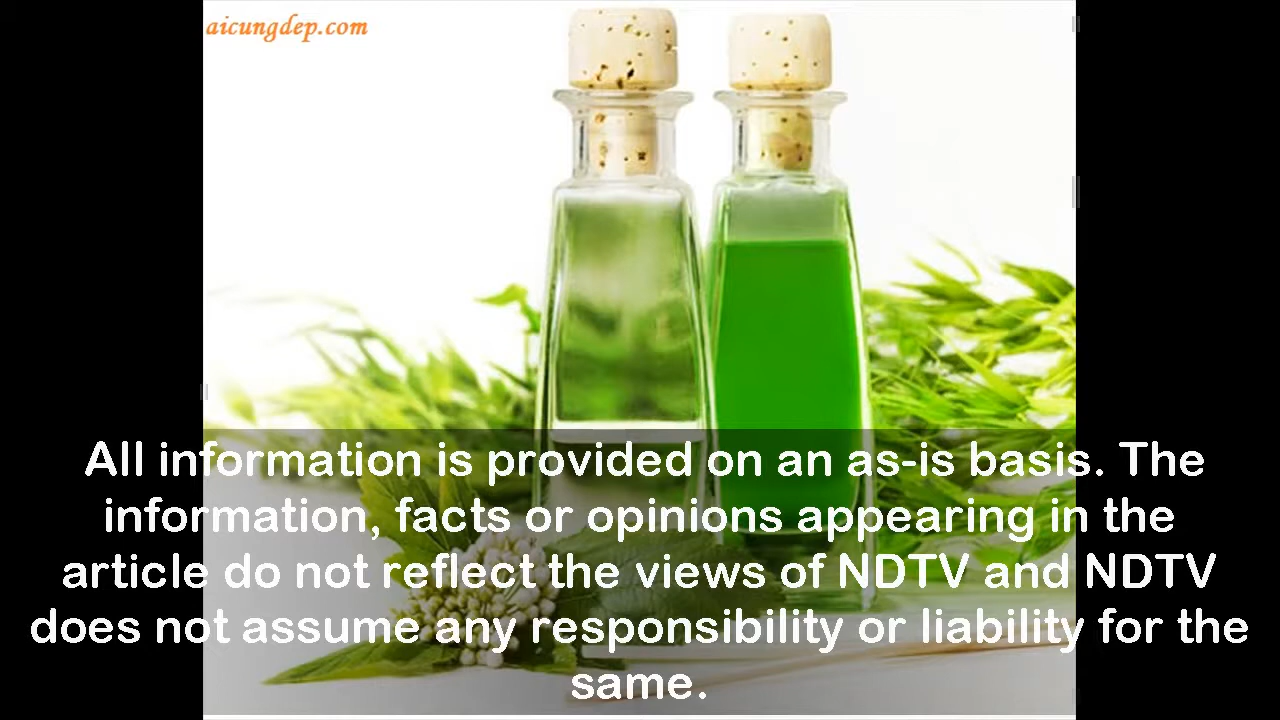 aicungdep.com
All information is provided on an as-is basis. The
information, facts or opinions appearing in the
article do not reflect the views of NDTV and NDTV
does not assume any responsibility or liability for the
same.